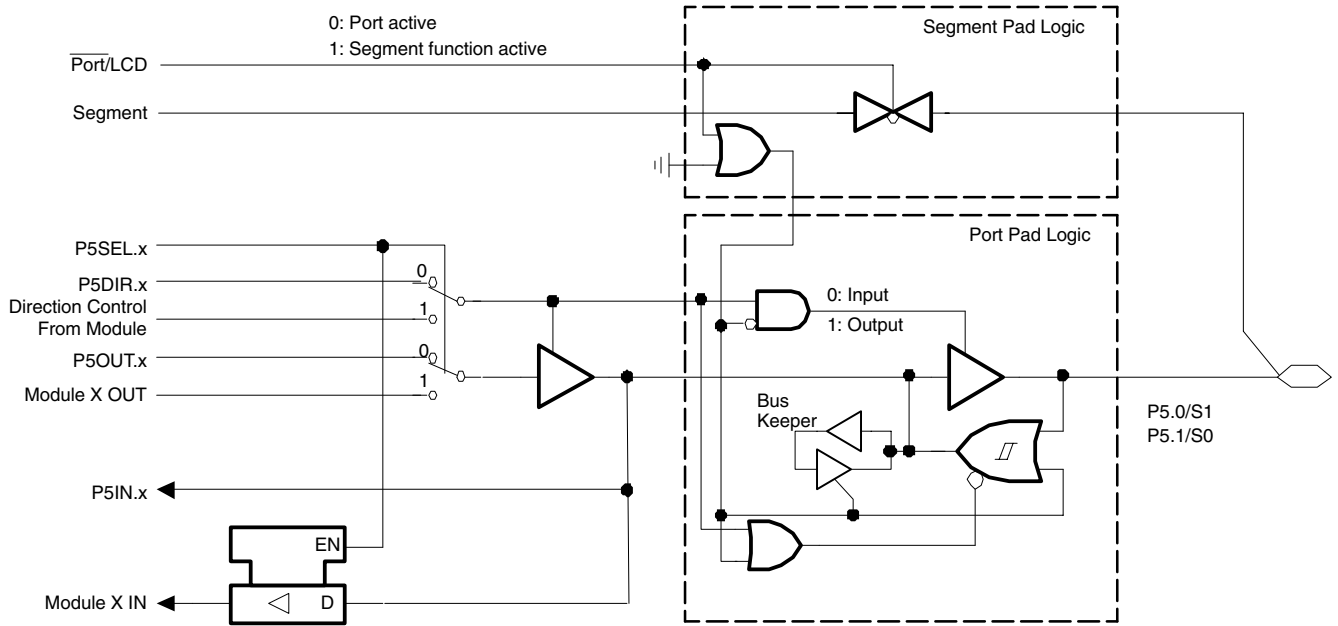 0: Port active
1: Segment function active
Segment Pad Logic
Port/LCD
Segment
Port Pad Logic
P5SEL.x
P5DIR.x
0
Direction Control
From Module
1
0: Input
1: Output
P5OUT.x
0
Module X OUT
1
Bus
Keeper
P5.0/S1
P5.1/S0
P5IN.x
EN
Module X IN
D